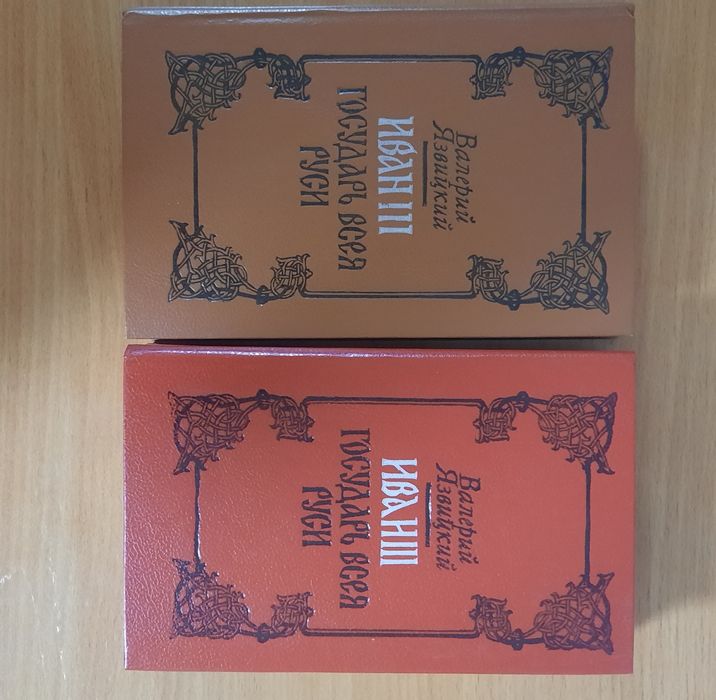 Валерий
Язвицкий
ИВАН III
ГОСУДАРЬ ВСЕЯ
РУСИ
Валерий
Язвицкий
ИВАН III
ГОСУДАРЬ ВСЕЯ
РУСИ